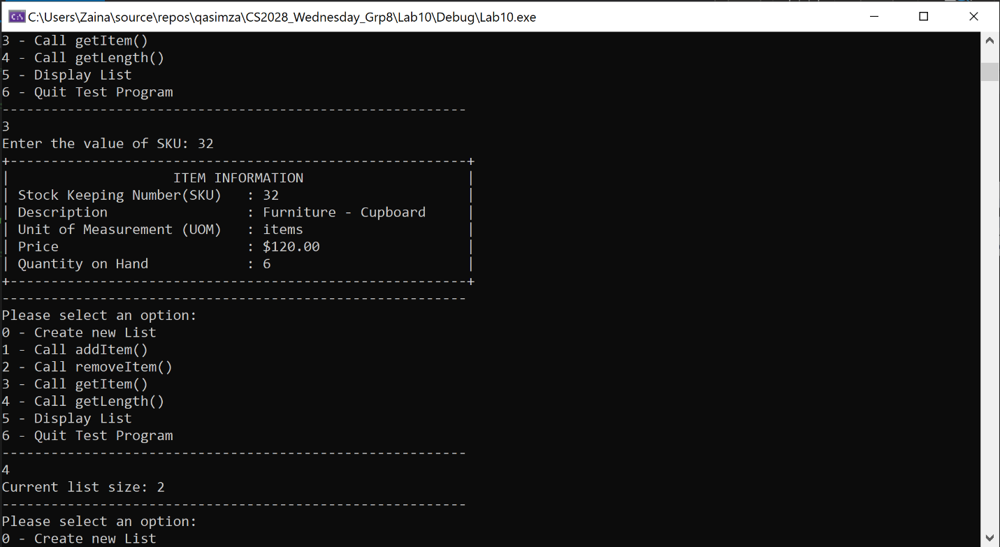 C:\Users\Zaina\source\repos\qasimza\CS2028_Wednesday_Grp8\Lab10\Debug\Lab10.exe
3 - Call getItem()
4 - Call getLength()
5 - Display List
6 - Quit Test Program
---------------------------------------------------------
3
Enter the value of SKU: 32
+--------------------------------------------------------+
|                    ITEM INFORMATION                    |
| Stock Keeping Number(SKU)   : 32                       |
| Description                 : Furniture - Cupboard     |
| Unit of Measurement (UOM)   : items                    |
| Price                       : $120.00                  |
| Quantity on Hand            : 6                        |
+--------------------------------------------------------+
---------------------------------------------------------
Please select an option:
0 - Create new List
1 - Call addItem()
2 - Call removeItem()
3 - Call getItem()
4 - Call getLength()
5 - Display List
6 - Quit Test Program
---------------------------------------------------------
4
Current list size: 2
---------------------------------------------------------
Please select an option:
0 - Create new List